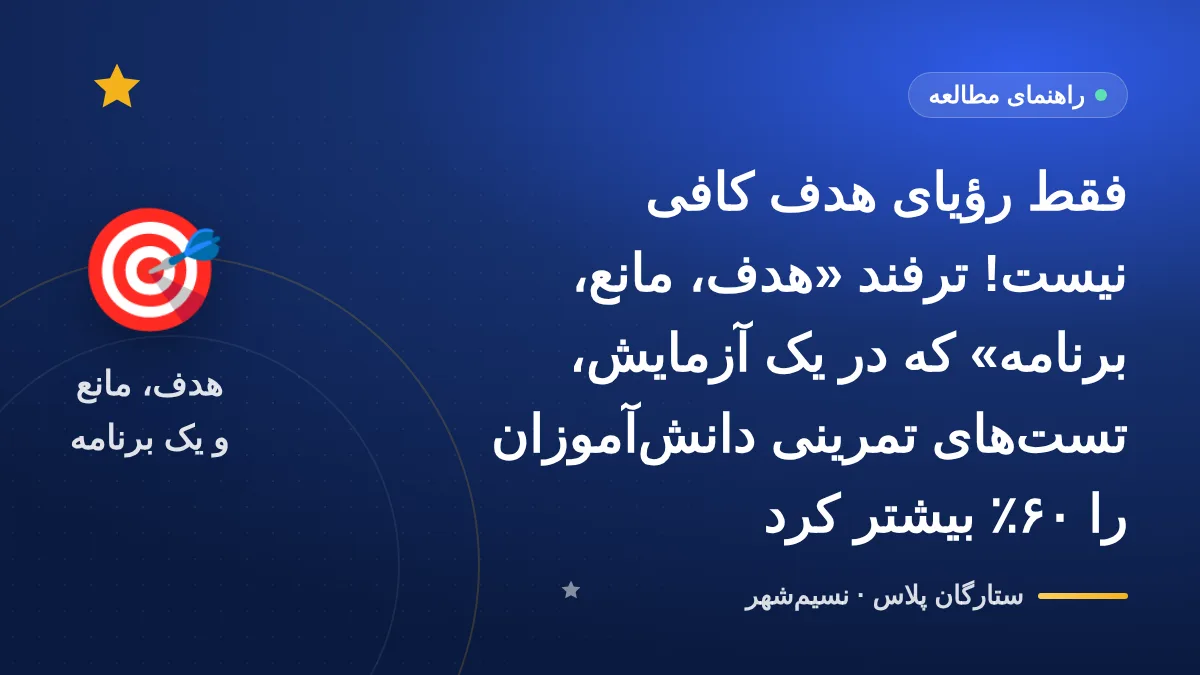 راهنمای مطالعه
فقط رؤیای هدف کافی
نیست! ترفند «هدف، مانع،
برنامه» که در یک آزمایش،
تست‌های تمرینی دانش‌آموزان
را ۶۰٪ بیشتر کرد
ستارگان پلاس · نسیم‌شهر
هدف، مانع
و یک برنامه